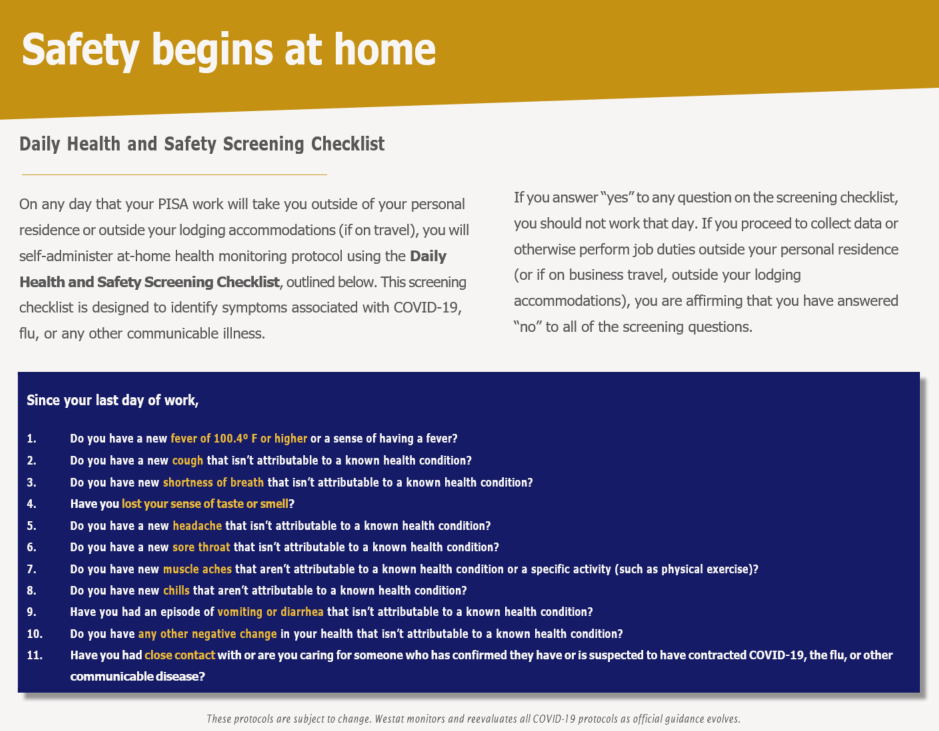 Safety begins at home
Daily Health and Safety Screening Checklist
On any day that your PISA work will take you outside of your personal
residence or outside your lodging accommodations (if on travel), you will
self-administer at-home health monitoring protocol using the Daily
Health and Safety Screening Checklist, outlined below. This screening
checklist is designed to identify symptoms associated with COVID-19,
flu, or any other communicable illness.
If you answer “yes” to any question on the screening checklist,
you should not work that day. If you proceed to collect data or
otherwise perform job duties outside your personal residence
(or if on business travel, outside your lodging
accommodations), you are affirming that you have answered
“no” to all of the screening questions.
Since your last day of work,
1. Do you have a new fever of 100.4º F or higher or a sense of having a fever?
2. Do you have a new cough that isn’t attributable to a known health condition?
3. Do you have new shortness of breath that isn’t attributable to a known health condition?
4. Have you lost your sense of taste or smell?
5. Do you have a new headache that isn’t attributable to a known health condition?
6. Do you have a new sore throat that isn’t attributable to a known health condition?
7. Do you have new muscle aches that aren’t attributable to a known health condition or a specific activity (such as physical exercise)?
8. Do you have new chills that aren’t attributable to a known health condition?
9. Have you had an episode of vomiting or diarrhea that isn’t attributable to a known health condition?
10. Do you have any other negative change in your health that isn’t attributable to a known health condition?
11. Have you had close contact with or are you caring for someone who has confirmed they have or is suspected to have contracted COVID-19, the flu, or other
communicable disease?
These protocols are subject to change. Westat monitors and reevaluates all COVID-19 protocols as official guidance evolves.